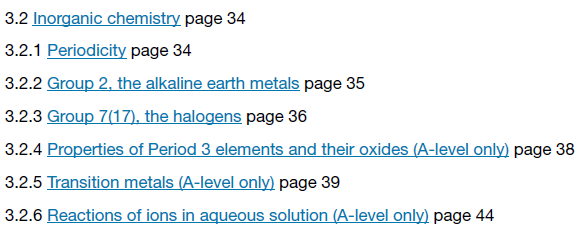 3.2 Inorganic chemistry page 34
3.2.1 Periodicity page 34
3.2.2 Group 2, the alkaline earth metals page 35
3.2.3 Group 7(17), the halogens page 36
3.2.4 Properties of Period 3 elements and their oxides (A-level only) page 38
3.2.5 Transition metals (A-level only) page 39
3.2.6 Reactions of ions in aqueous solution (A-level only) page 44